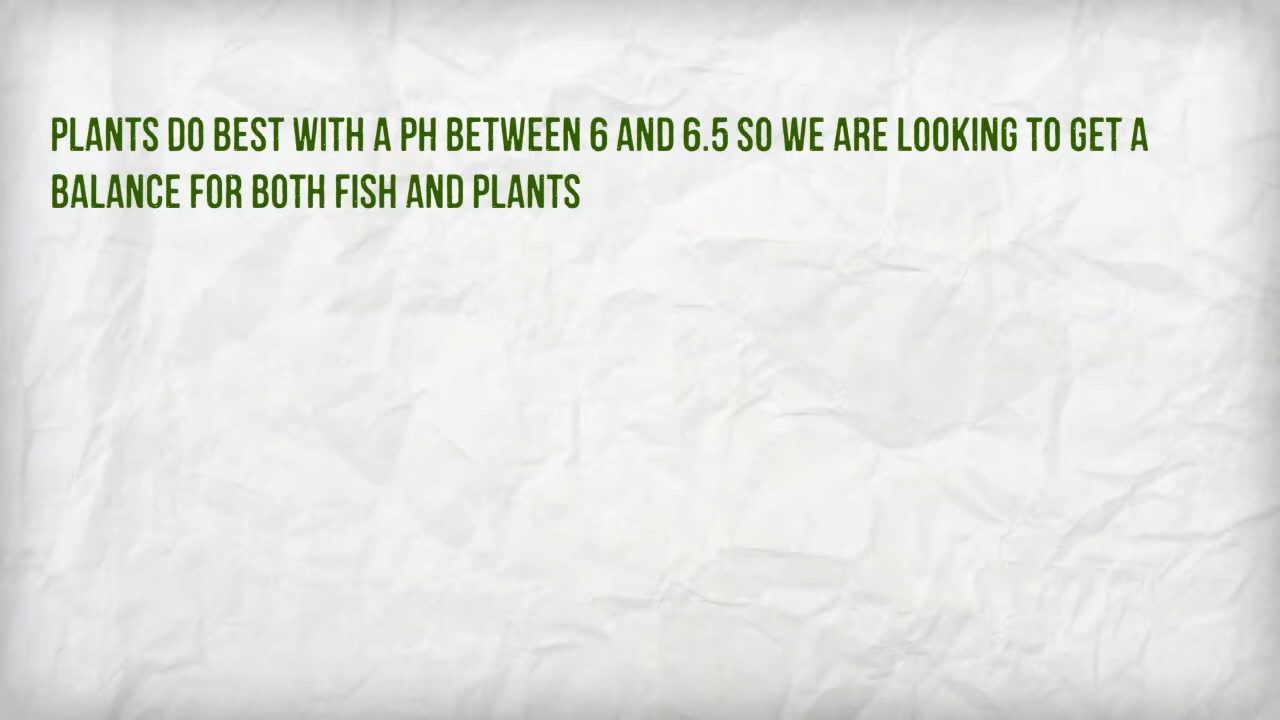 PLANTS DO BEST WITH A PH BETWEEN 6 AND 6.5 SO WE ARE LOOKING TO GET A
BALANCE FOR BOTH FISH AND PLANTS